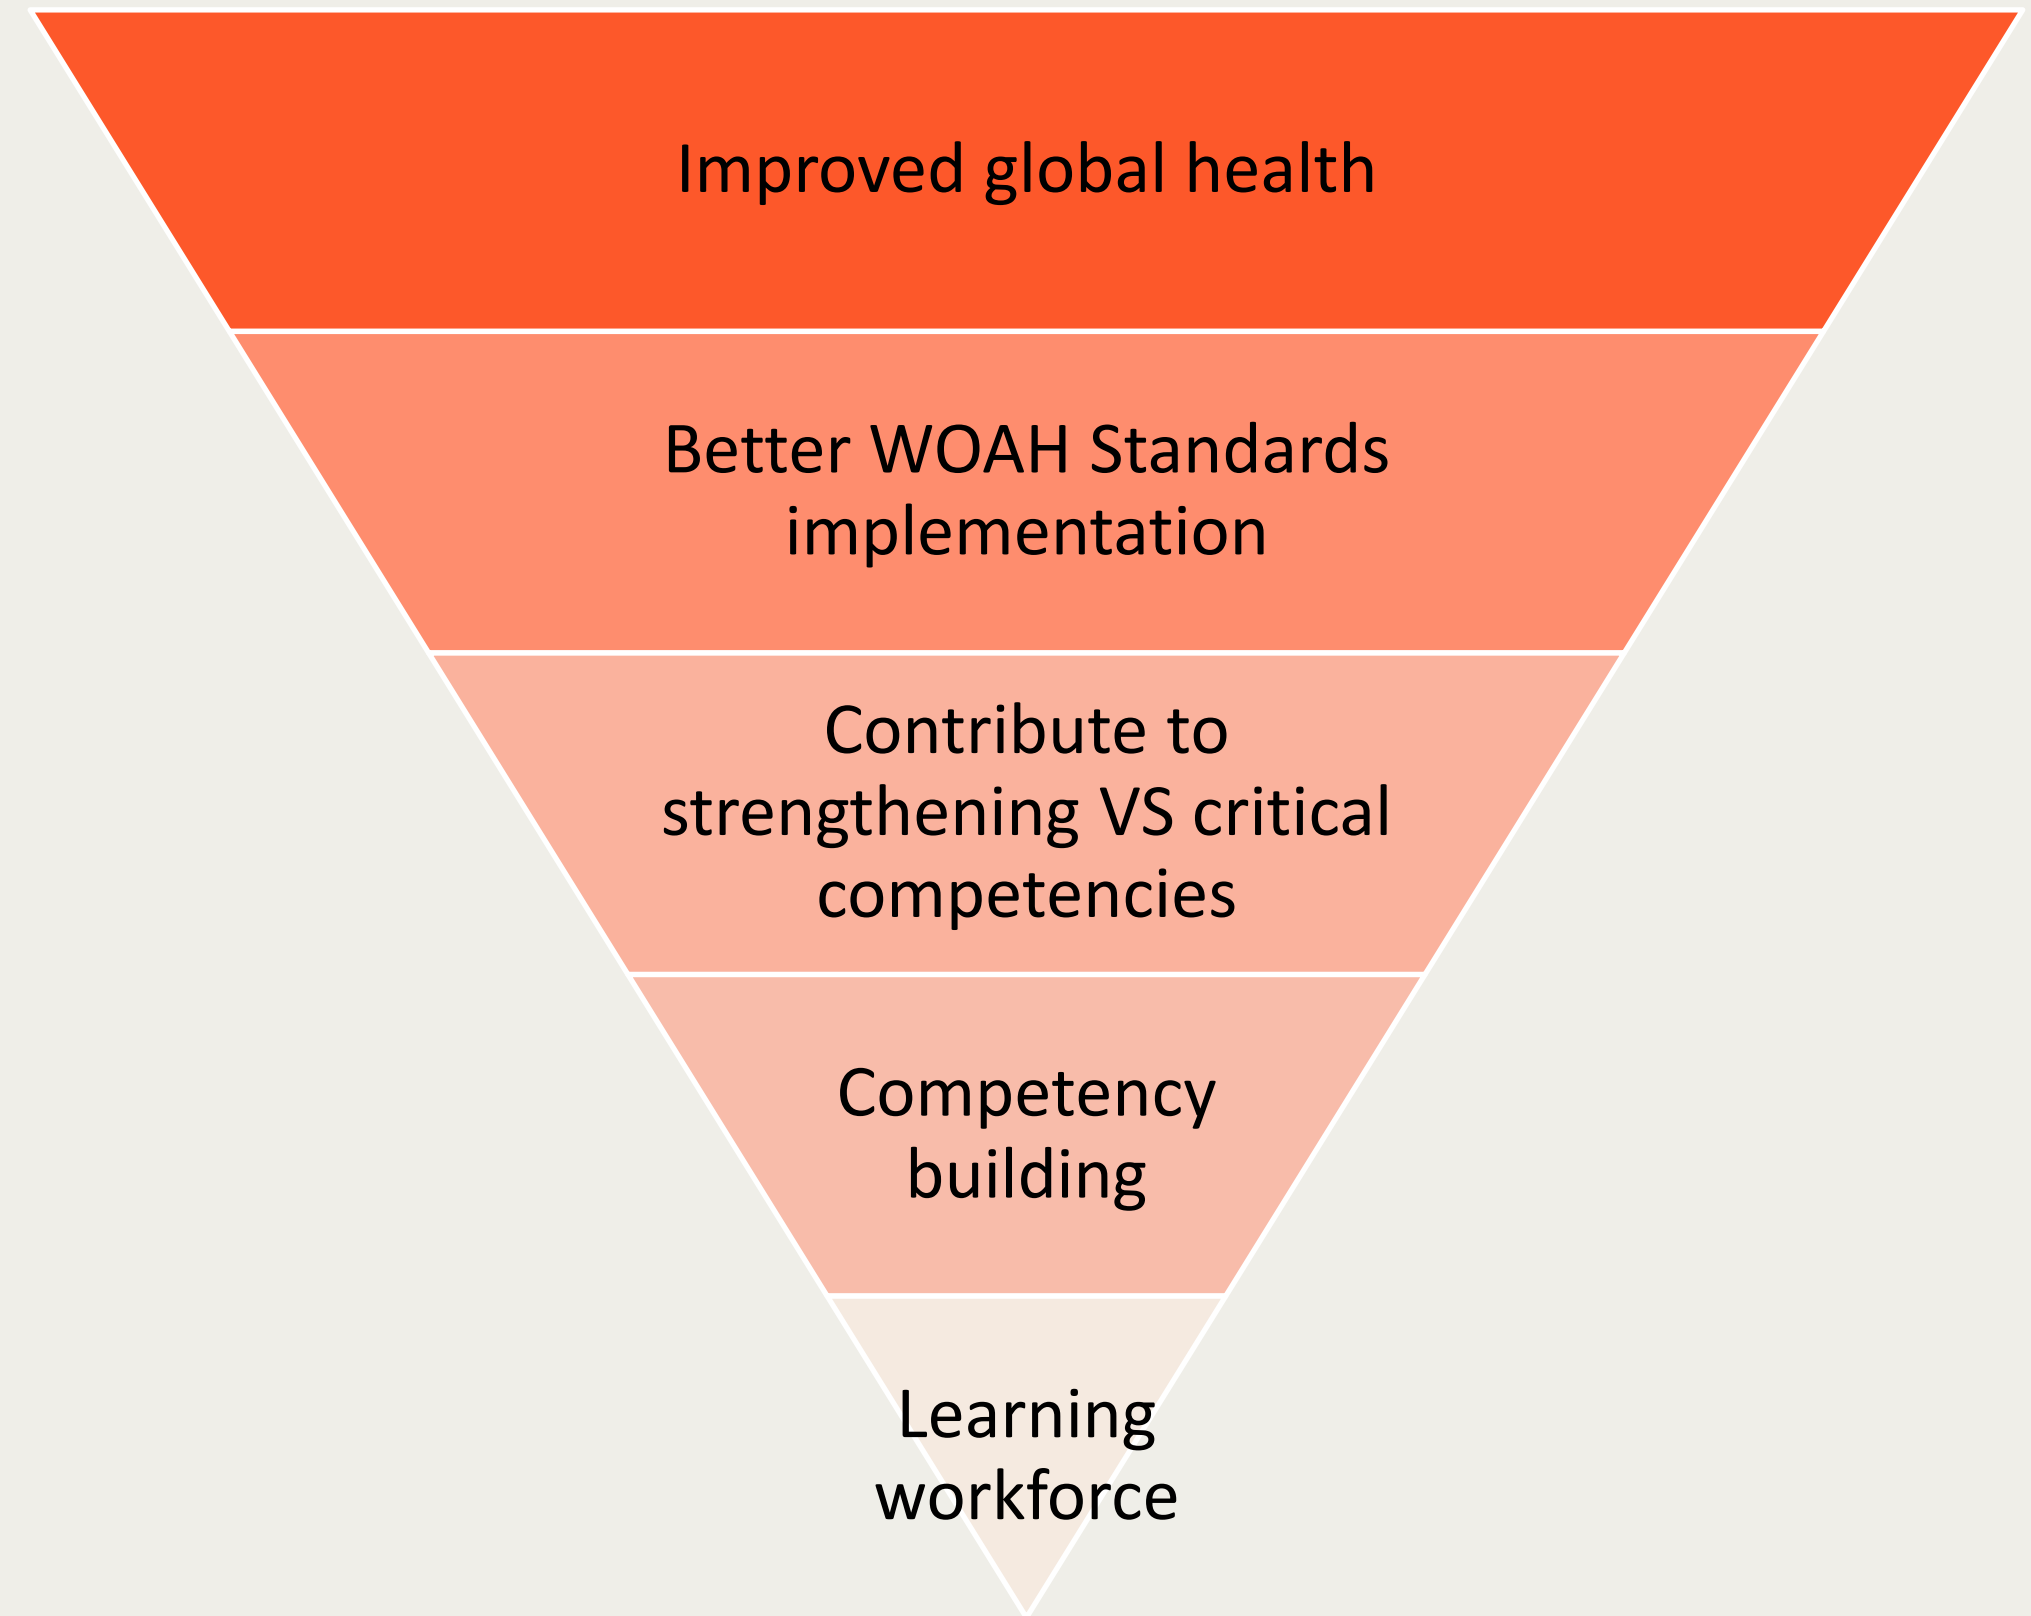 Improved global health
Better WOAH Standards
implementation
Contribute to
strengthening VS critical
competencies
Competency
building
Learning
workforce